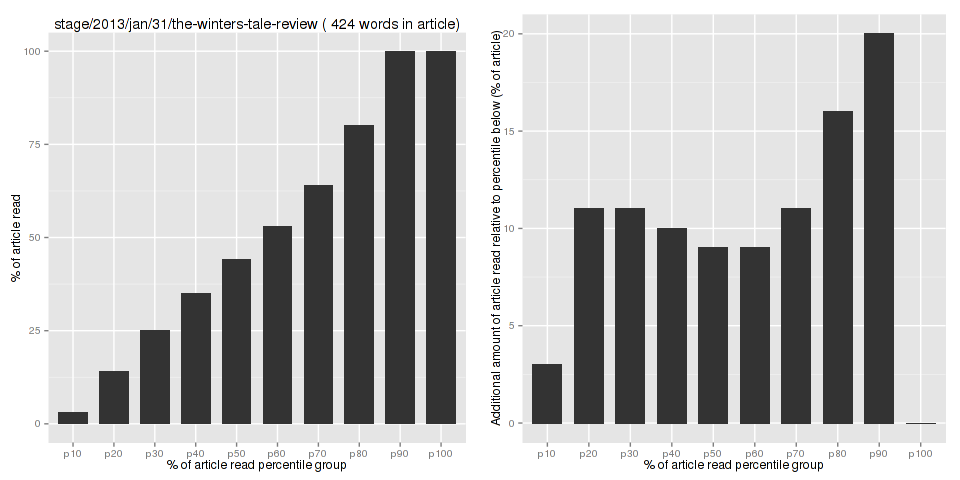 stage/2013/jan/31/the-winters-tale-review ( 424 words in article)
% of article read
100
75
50
25
0
p10 p20 p30 p40 p50 p60 p70 p80 p90 p100
% of article read percentile group
Additional amount of article read relative to percentile below (% of article)
20
15
10
5
0
p10 p20 p30 p40 p50 p60 p70 p80 p90 p100
% of article read percentile group